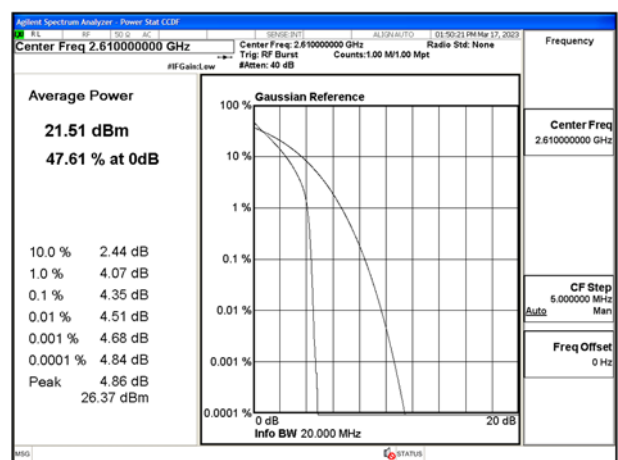 Agilent Spectrum Analyzer - Power Stat CCDF
RL RF 50 Ω AC SENSE:INT ALIGN AUTO 01:50:21 PM Mar 17, 2023
Center Freq 2.610000000 GHz
Center Freq: 2.610000000 GHz Radio Std: None
Trig: RF Burst Counts:1.00 M/1.00 Mpt
#IFGain:Low #Atten: 40 dB
Frequency
Average Power
21.51 dBm
47.61 % at 0dB
10.0 % 2.44 dB
1.0 % 4.07 dB
0.1 % 4.35 dB
0.01 % 4.51 dB
0.001 % 4.68 dB
0.0001 % 4.84 dB
Peak 4.86 dB
26.37 dBm
Gaussian Reference
100 %
10 %
1 %
0.1 %
0.01 %
0.001 %
0.0001 %
0 dB 20 dB
Info BW 20.000 MHz
Center Freq
2.610000000 GHz
CF Step
5.000000 MHz
Auto Man
Freq Offset
0 Hz
MSG STATUS